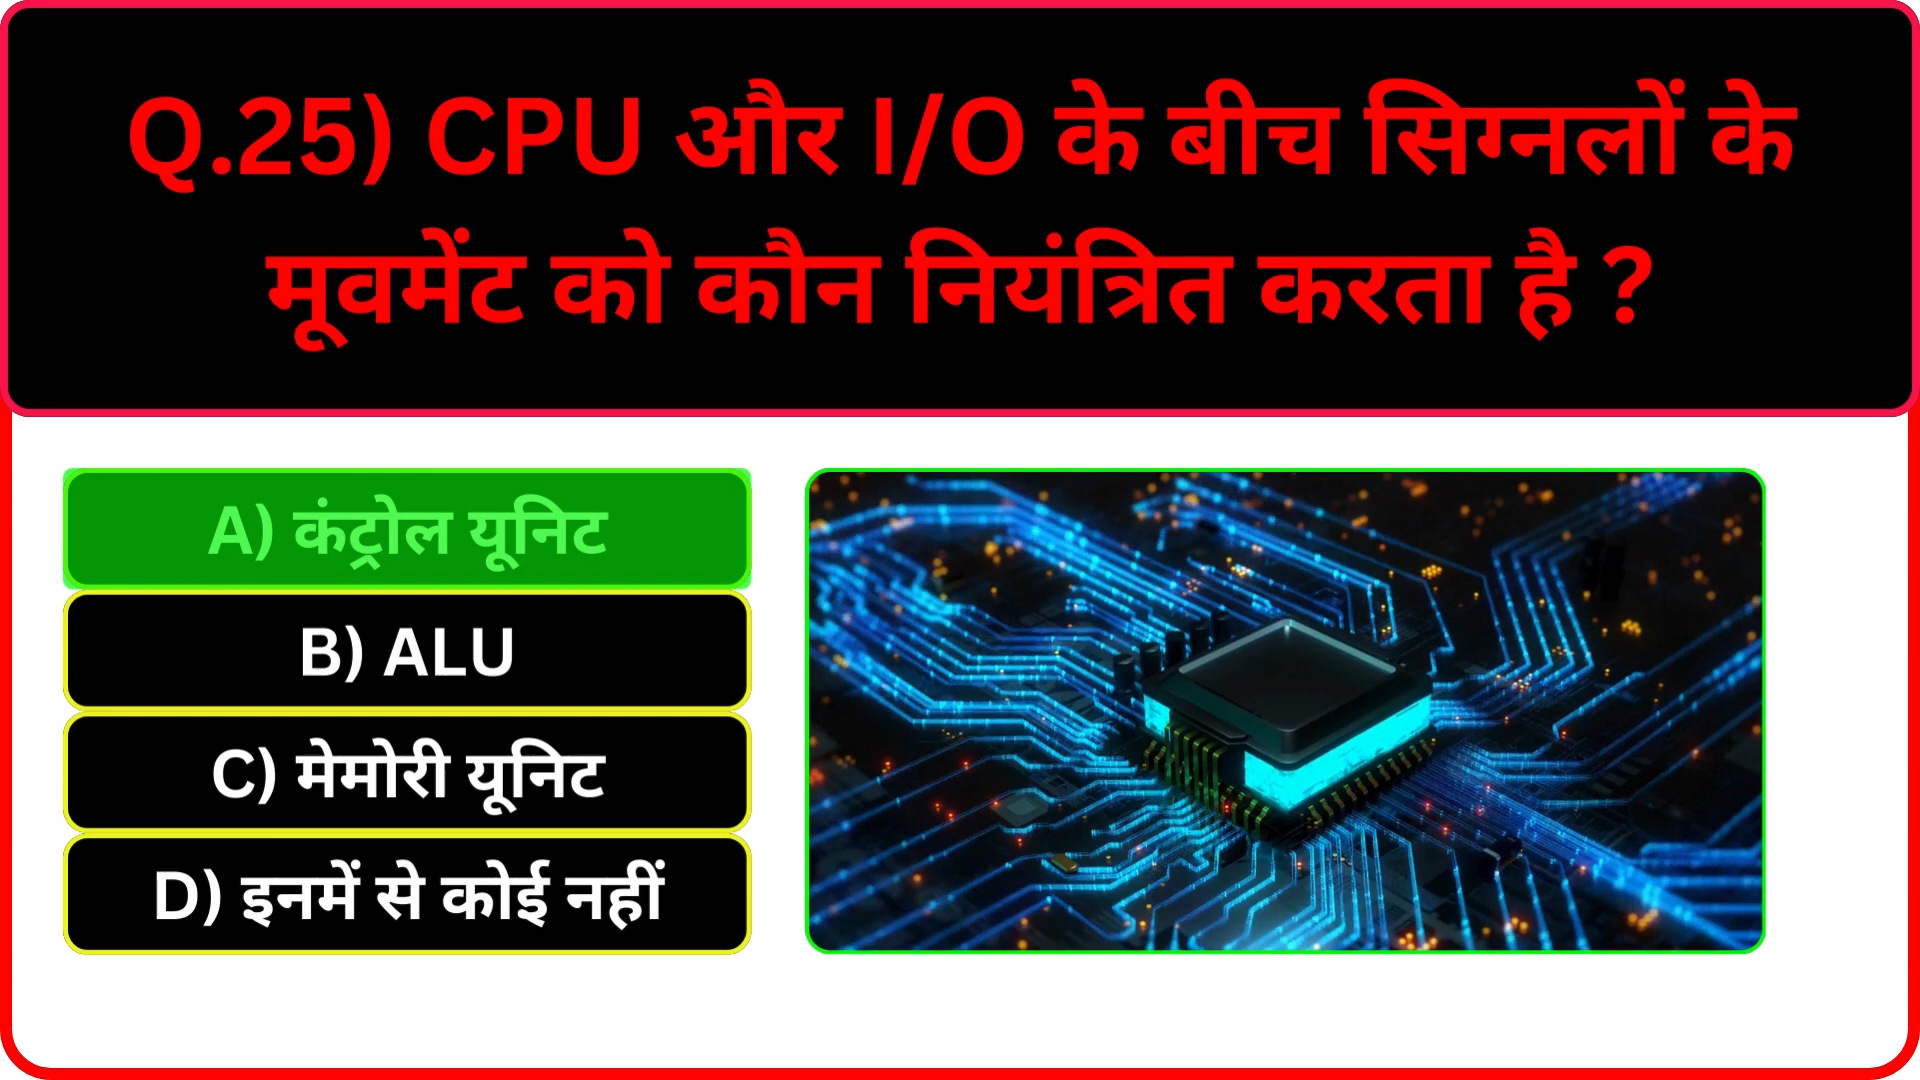 Q.25) CPU और I/O के बीच सिग्नलों के
मूवमेंट को कौन नियंत्रित करता है ?
A) कंट्रोल यूनिट
B) ALU
C) मेमोरी यूनिट
D) इनमें से कोई नहीं